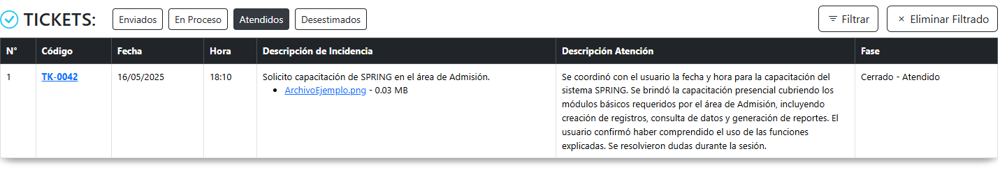 TICKETS: Enviados En Proceso Atendidos Desestimados Filtrar × Eliminar Filtrado
N° Código Fecha Hora Descripción de Incidencia Descripción Atención Fase
1 TK-0042 16/05/2025 18:10 Solicito capacitación de SPRING en el área de Admisión.
• ArchivoEjemplo.png - 0.03 MB
Se coordinó con el usuario la fecha y hora para la capacitación del
sistema SPRING. Se brindó la capacitación presencial cubriendo los
módulos básicos requeridos por el área de Admisión, incluyendo
creación de registros, consulta de datos y generación de reportes. El
usuario confirmó haber comprendido el uso de las funciones
explicadas. Se resolvieron dudas durante la sesión.
Cerrado - Atendido